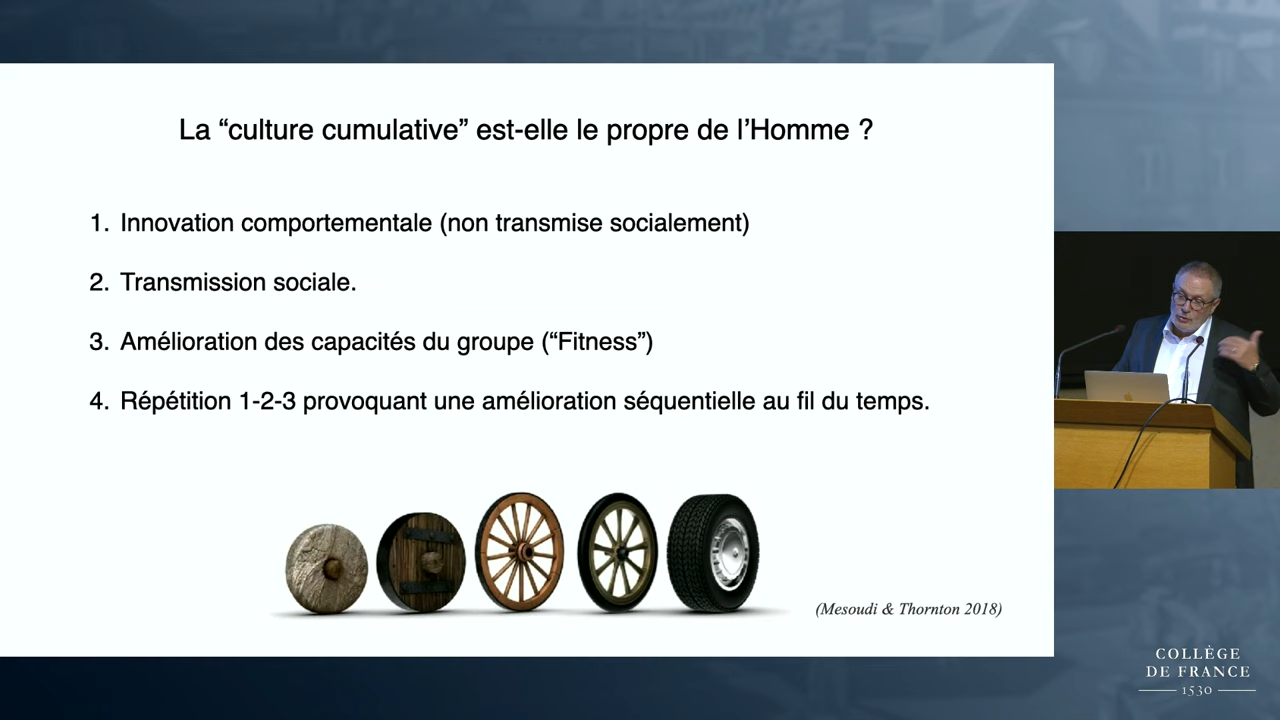 La “culture cumulative” est-elle le propre de l’Homme ?
1. Innovation comportementale (non transmise socialement)
2. Transmission sociale.
3. Amélioration des capacités du groupe (“Fitness”)
4. Répétition 1-2-3 provoquant une amélioration séquentielle au fil du temps.
(Mesoudi & Thornton 2018)
COLLÈGE
DE FRANCE
1530